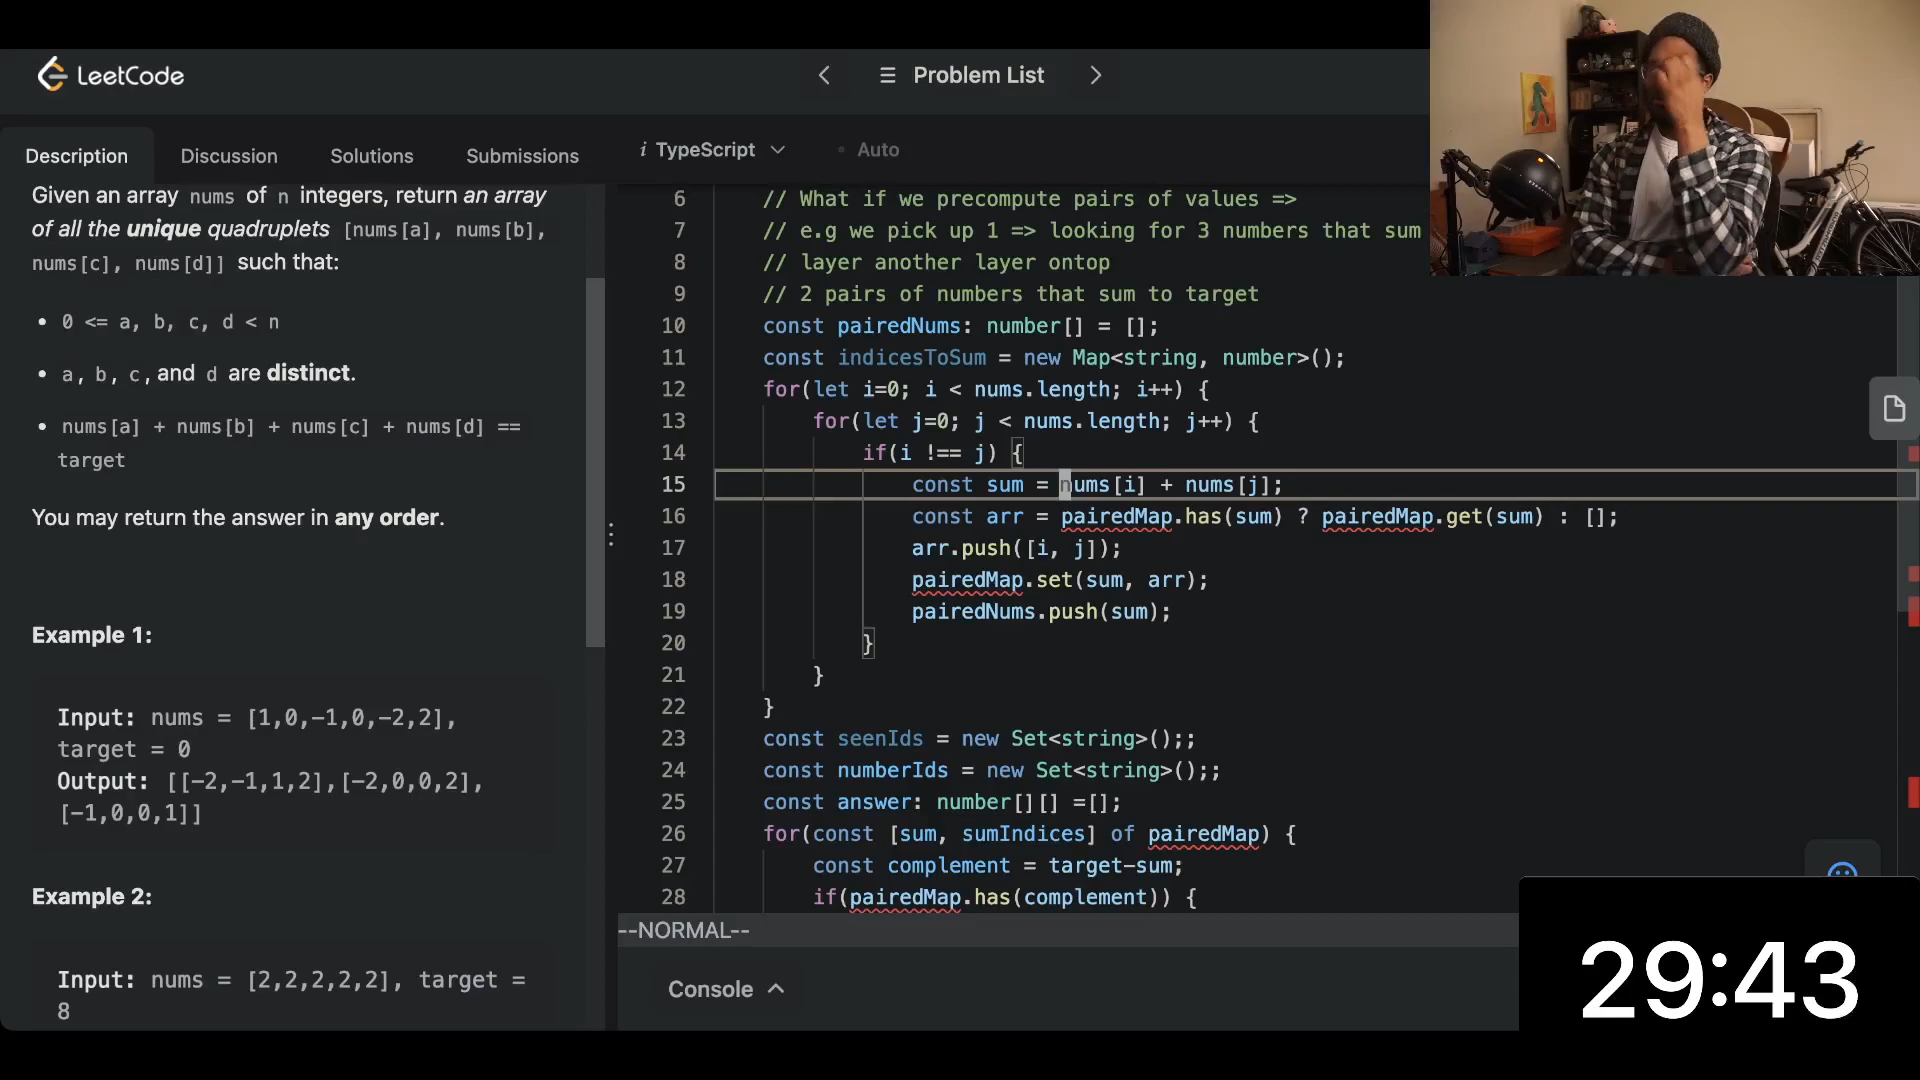 LeetCode
Problem List
Description
Discussion
Solutions
Submissions
i TypeScript
Auto
Given an array nums of n integers, return an array
of all the unique quadruplets [nums[a], nums[b],
nums[c], nums[d]] such that:
• 0 <= a, b, c, d < n
• a, b, c, and d are distinct.
• nums[a] + nums[b] + nums[c] + nums[d] ==
target
You may return the answer in any order.
Example 1:
Input: nums = [1,0,-1,0,-2,2],
target = 0
Output: [[-2,-1,1,2],[-2,0,0,2],
[-1,0,0,1]]
Example 2:
Input: nums = [2,2,2,2,2], target =
8
6 // What if we precompute pairs of values =>
7 // e.g we pick up 1 => looking for 3 numbers that sum
8 // layer another layer ontop
9 // 2 pairs of numbers that sum to target
10 const pairedNums: number[] = [];
11 const indicesToSum = new Map<string, number>();
12 for(let i=0; i < nums.length; i++) {
13 for(let j=0; j < nums.length; j++) {
14 if(i !== j) {
15 const sum = nums[i] + nums[j];
16 const arr = pairedMap.has(sum) ? pairedMap.get(sum) : [];
17 arr.push([i, j]);
18 pairedMap.set(sum, arr);
19 pairedNums.push(sum);
20 }
21 }
22 }
23 const seenIds = new Set<string>();;
24 const numberIds = new Set<string>();;
25 const answer: number[][] =[];
26 for(const [sum, sumIndices] of pairedMap) {
27 const complement = target-sum;
28 if(pairedMap.has(complement)) {
--NORMAL--
Console
29:43